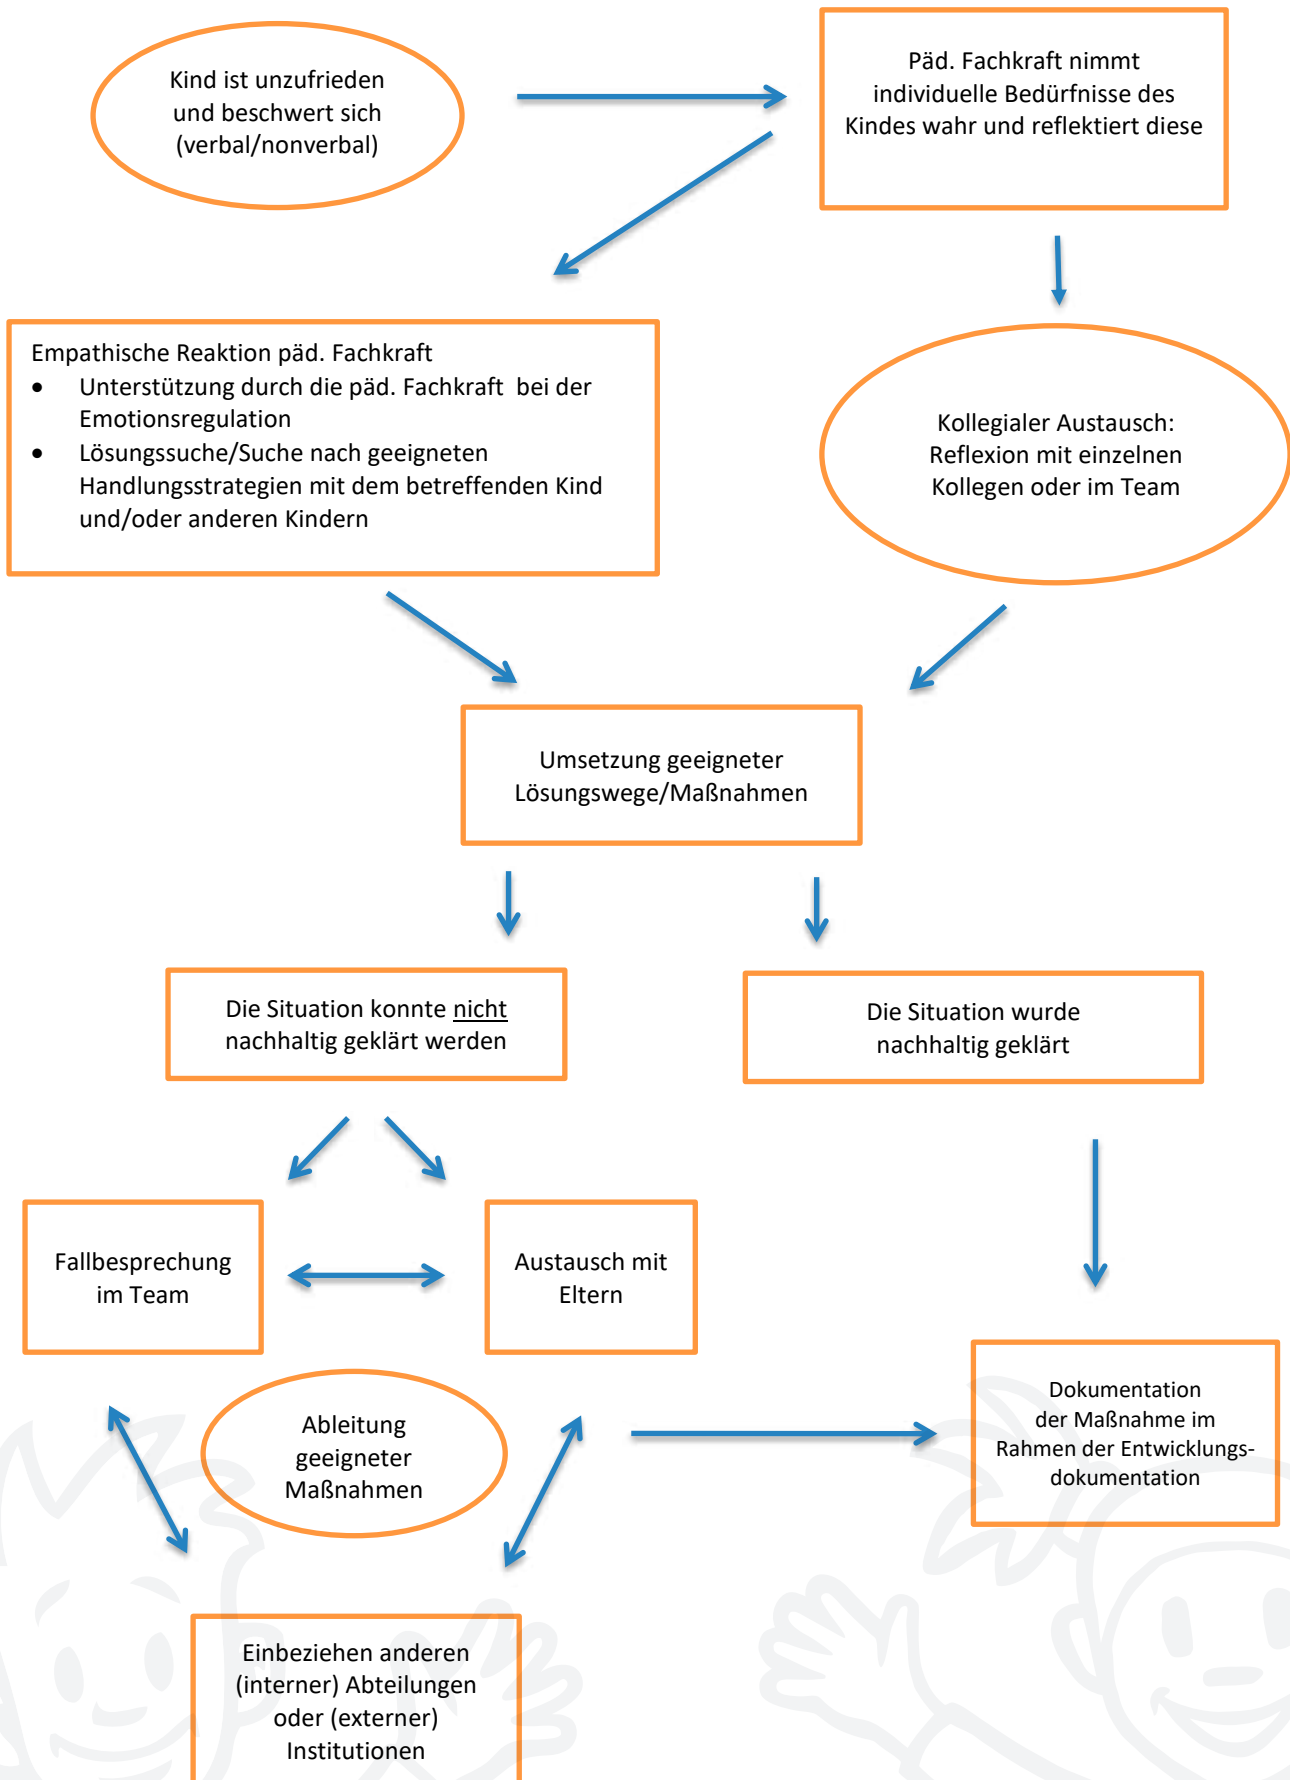 Kind ist unzufrieden
und beschwert sich
(verbal/nonverbal)
Päd. Fachkraft nimmt
individuelle Bedürfnisse des
Kindes wahr und reflektiert diese
Empathische Reaktion päd. Fachkraft
• Unterstützung durch die päd. Fachkraft bei der
Emotionsregulation
• Lösungssuche/Suche nach geeigneten
Handlungsstrategien mit dem betreffenden Kind
und/oder anderen Kindern
Kollegialer Austausch:
Reflexion mit einzelnen
Kollegen oder im Team
Umsetzung geeigneter
Lösungswege/Maßnahmen
Die Situation konnte nicht
nachhaltig geklärt werden
Die Situation wurde
nachhaltig geklärt
Fallbesprechung
im Team
Austausch mit
Eltern
Ableitung
geeigneter
Maßnahmen
Dokumentation
der Maßnahme im
Rahmen der Entwicklungs-
dokumentation
Einbeziehen anderen
(interner) Abteilungen
oder (externer)
Institutionen